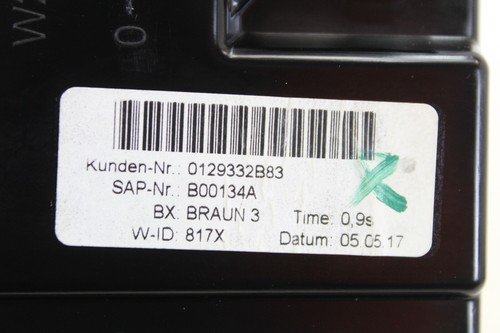 Kunden-Nr.: 0129332B83
SAP-Nr.: B00134A
BX: BRAUN 3 Time: 0,9s
W-ID: 817X Datum: 05.05.17